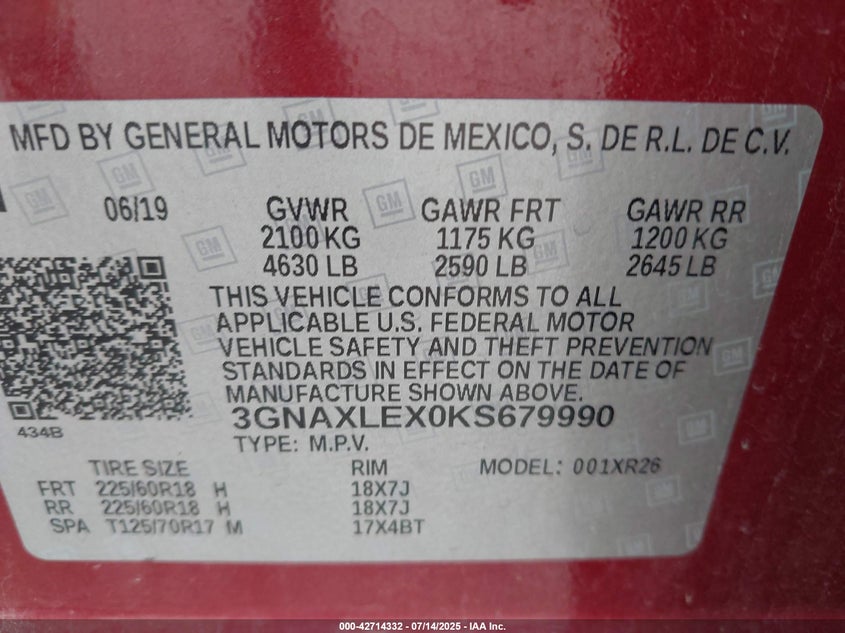 MFD BY GENERAL MOTORS DE MEXICO, S. DE R.L. DE C.V.
06/19 GVWR GAWR FRT GAWR RR
2100 KG 1175 KG 1200 KG
4630 LB 2590 LB 2645 LB
THIS VEHICLE CONFORMS TO ALL
APPLICABLE U.S. FEDERAL MOTOR
VEHICLE SAFETY AND THEFT PREVENTION
STANDARDS IN EFFECT ON THE DATE OF
MANUFACTURE SHOWN ABOVE.
434B
3GNAXLEX0KS679990
TYPE: M.P.V.
TIRE SIZE RIM MODEL: 001XR26
FRT 225/60R18 H 18X7J
RR 225/60R18 H 18X7J
SPA T125/70R17 M 17X4BT
000-42714332 - 07/14/2025 - IAA Inc.